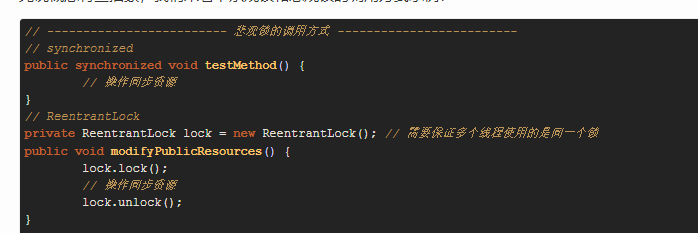 // ------------------------- 悲观锁的调用方式 -------------------------
// synchronized
public synchronized void testMethod() {
// 操作同步资源
}
// ReentrantLock
private ReentrantLock lock = new ReentrantLock(); // 需要保证多个线程使用的是同一个锁
public void modifyPublicResources() {
lock.lock();
// 操作同步资源
lock.unlock();
}